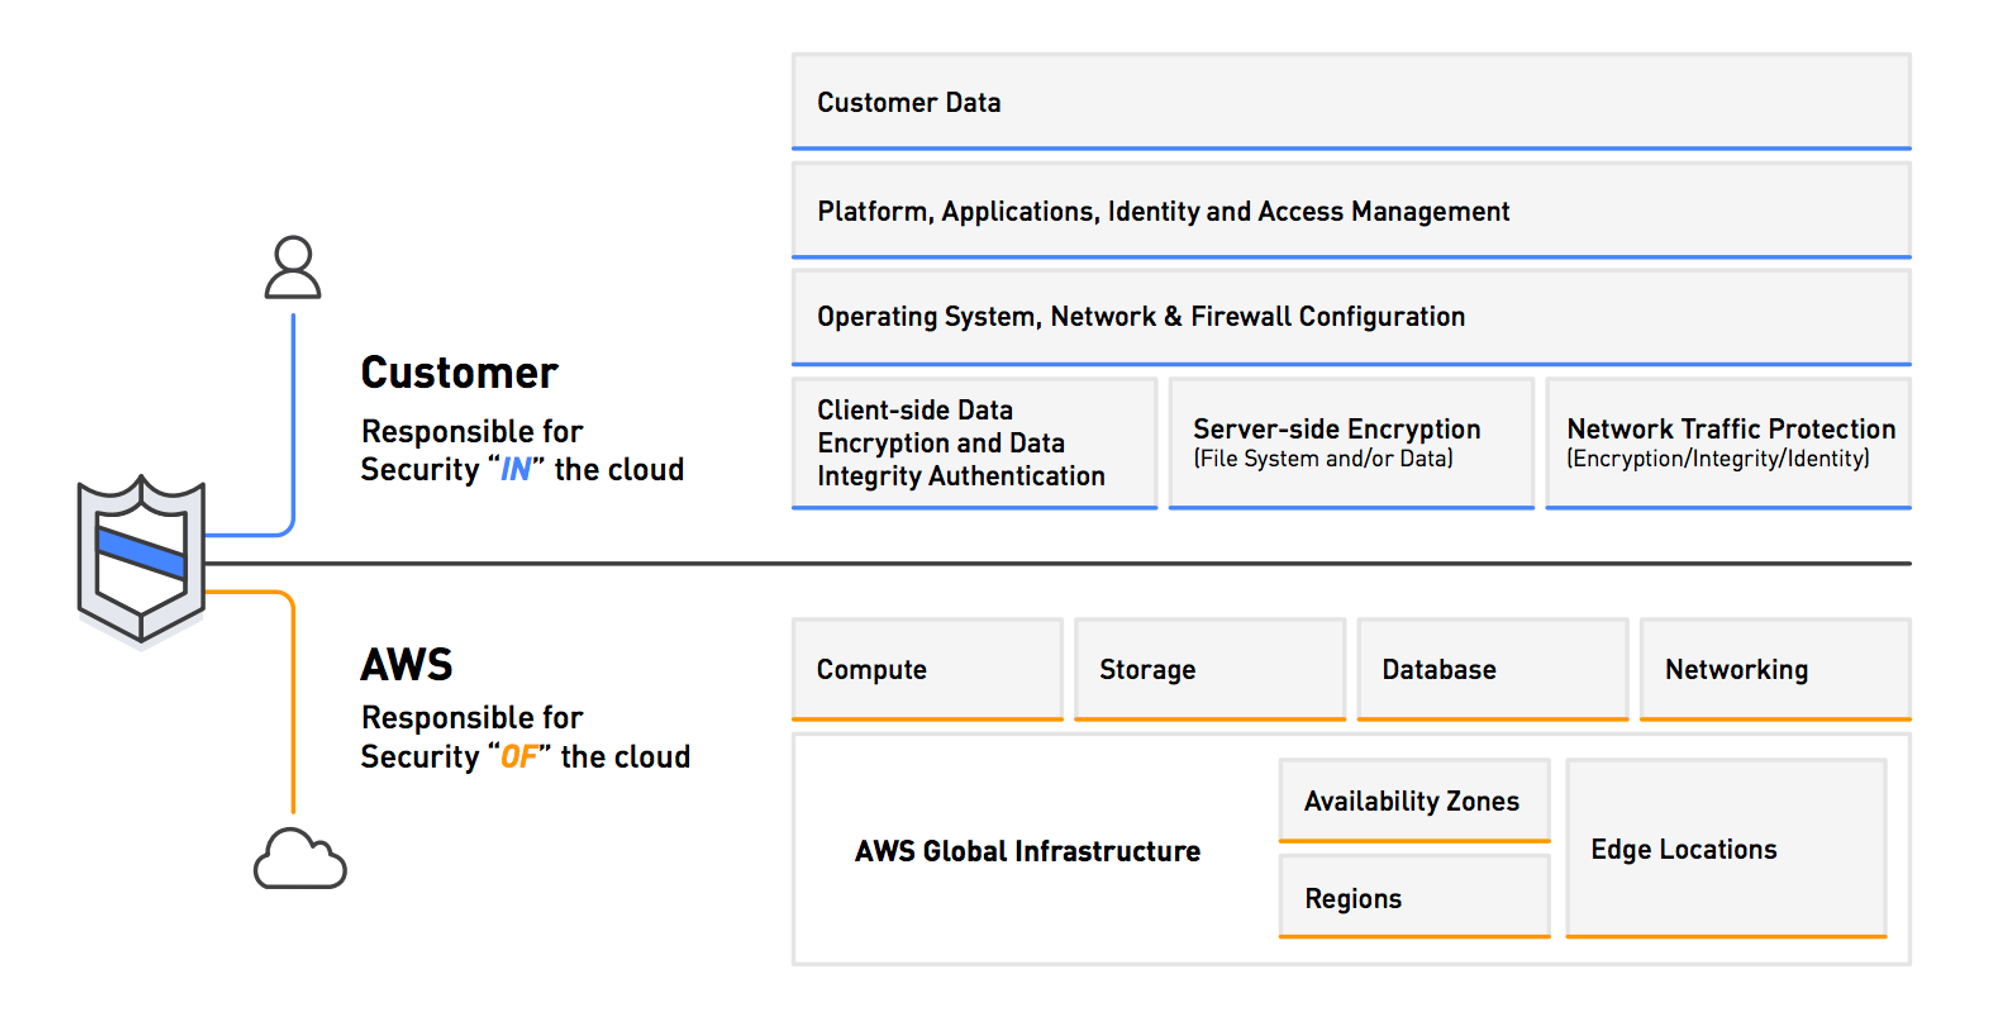 Customer Data
Platform, Applications, Identity and Access Management
Operating System, Network & Firewall Configuration
Customer
Responsible for
Security “IN” the cloud
Client-side Data
Encryption and Data
Integrity Authentication
Server-side Encryption
(File System and/or Data)
Network Traffic Protection
(Encryption/Integrity/Identity)
AWS
Responsible for
Security “OF” the cloud
Compute
Storage
Database
Networking
AWS Global Infrastructure
Availability Zones
Regions
Edge Locations